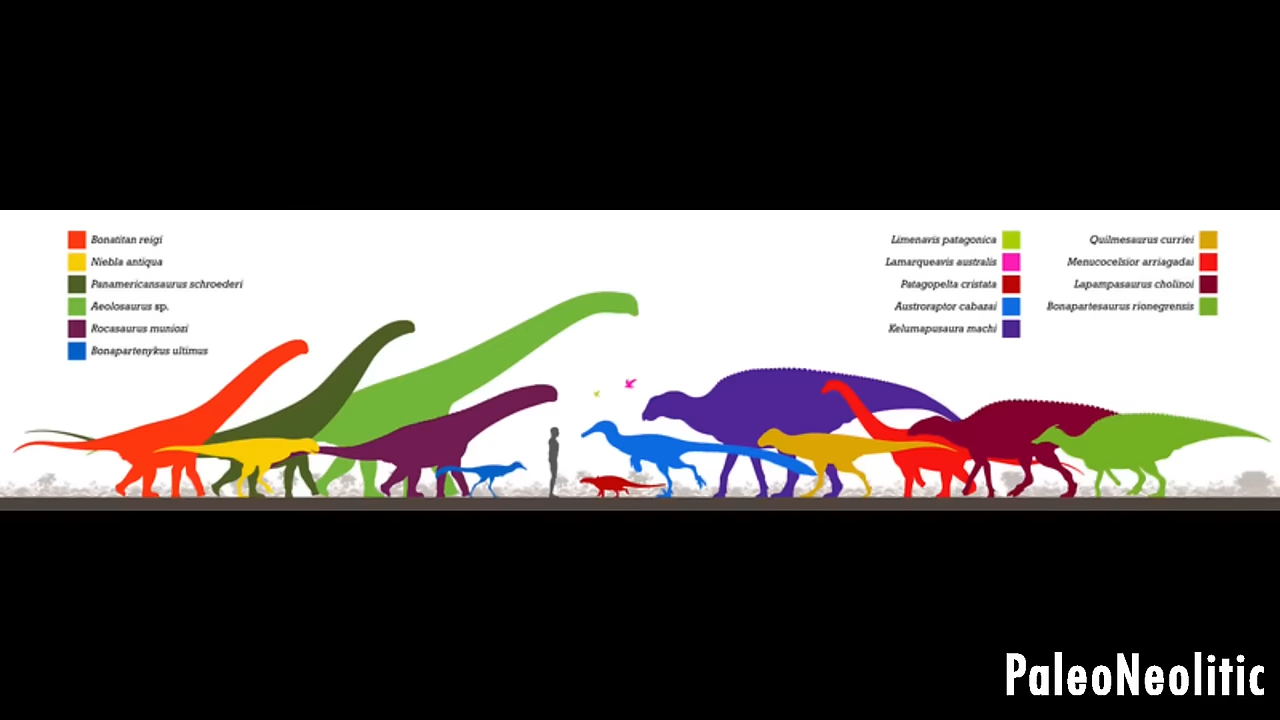 Bonatitan reigi
Niebla antiqua
Panamericansaurus schroederi
Aeolosaurus sp.
Rocasaurus muniozi
Bonapartenykus ultimus
Limenavis patagonica
Lamarqueavis australis
Patagopelta cristata
Austroraptor cabazai
Kelumapusaura machi
Quilmesaurus curriei
Menucocelsior arriagadai
Lapampasaurus cholinoi
Bonapartesaurus rionegrensis
PaleoNeolitic